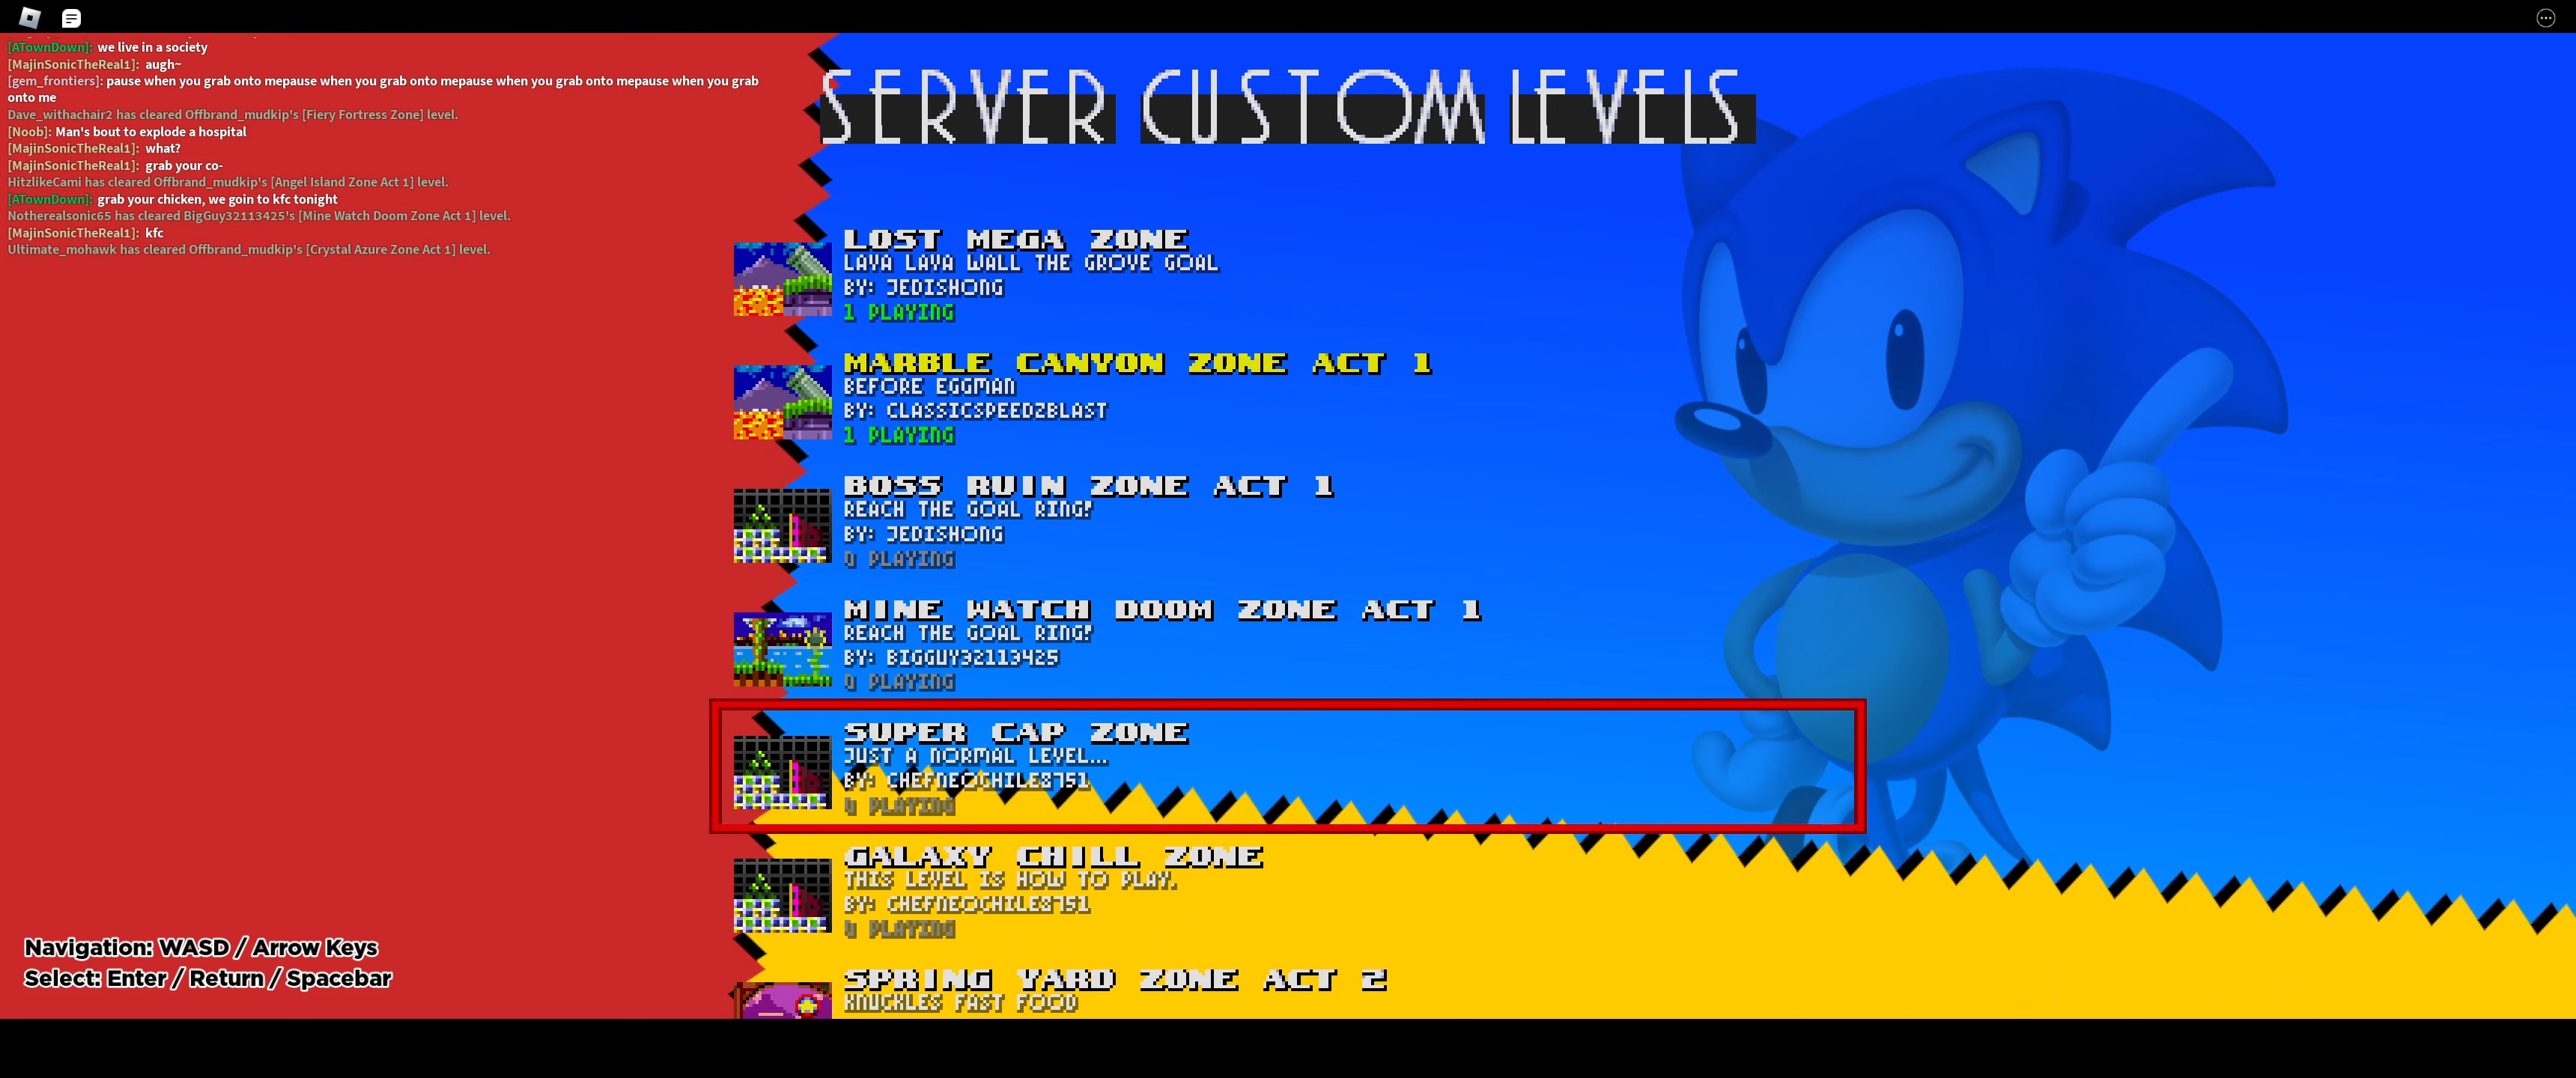 [ATownDown]: we live in a society
[MajinSonicTheReal1]: augh~
[gem_frontiers]: pause when you grab onto mepause when you grab onto mepause when you grab onto mepause when you grab
onto me
Dave_withachair2 has cleared Offbrand_mudkip's [Fiery Fortress Zone] level.
[Noob]: Man's bout to explode a hospital
[MajinSonicTheReal1]: what?
[MajinSonicTheReal1]: grab your co-
HitzlikeCami has cleared Offbrand_mudkip's [Angel Island Zone Act 1] level.
[ATownDown]: grab your chicken, we goin to kfc tonight
Notherealsonic65 has cleared BigGuy32113425's [Mine Watch Doom Zone Act 1] level.
[MajinSonicTheReal1]: kfc
Ultimate_mohawk has cleared Offbrand_mudkip's [Crystal Azure Zone Act 1] level.
SERVER CUSTOM LEVELS
LOST MEGA ZONE
LAVA LAVA WALL THE GROVE GOAL
BY: JEDISHONG
1 PLAYING
MARBLE CANYON ZONE ACT 1
BEFORE EGGMAN
BY: CLASSICSPEEDZBLAST
1 PLAYING
BOSS RUIN ZONE ACT 1
REACH THE GOAL RING!
BY: JEDISHONG
0 PLAYING
MINE WATCH DOOM ZONE ACT 1
REACH THE GOAL RING!
BY: BIGGUY32113425
0 PLAYING
SUPER CAP ZONE
JUST A NORMAL LEVEL...
BY: CHEFNEOCHILE8751
0 PLAYING
GALAXY CHILL ZONE
THIS LEVEL IS HOW TO PLAY.
BY: CHEFNEOCHILE8751
0 PLAYING
SPRING YARD ZONE ACT 2
KNUCKLES FAST FOOD
Navigation: WASD / Arrow Keys
Select: Enter / Return / Spacebar